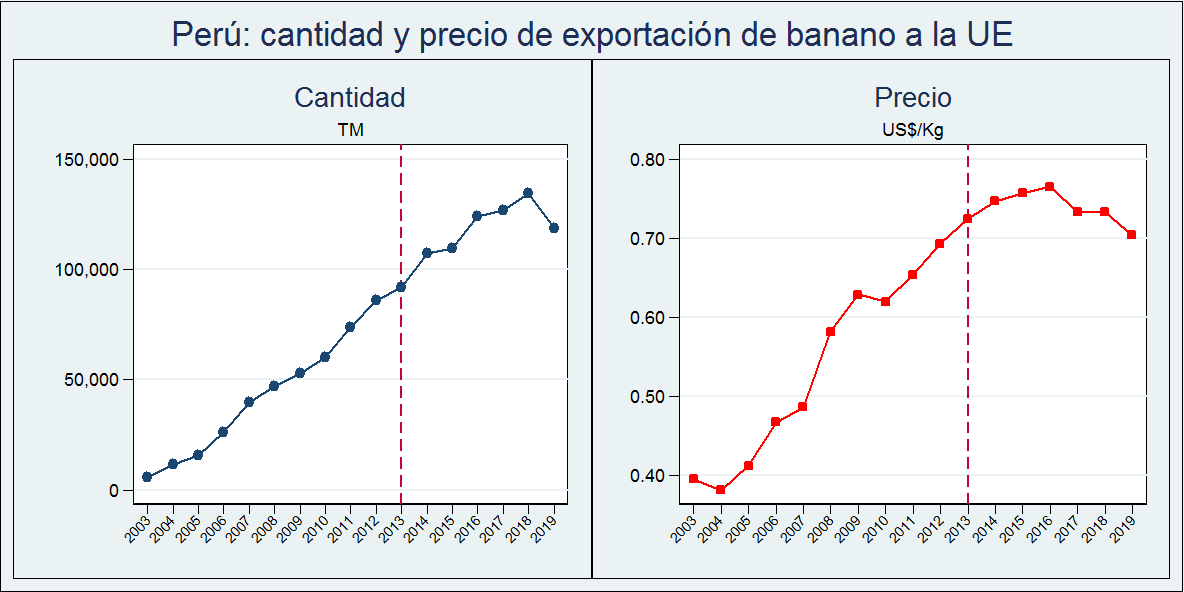 Perú: cantidad y precio de exportación de banano a la UE
Cantidad
TM
150,000
100,000
50,000
0
2003 2004 2005 2006 2007 2008 2009 2010 2011 2012 2013 2014 2015 2016 2017 2018 2019
Precio
US$/Kg
0.80
0.70
0.60
0.50
0.40
2003 2004 2005 2006 2007 2008 2009 2010 2011 2012 2013 2014 2015 2016 2017 2018 2019